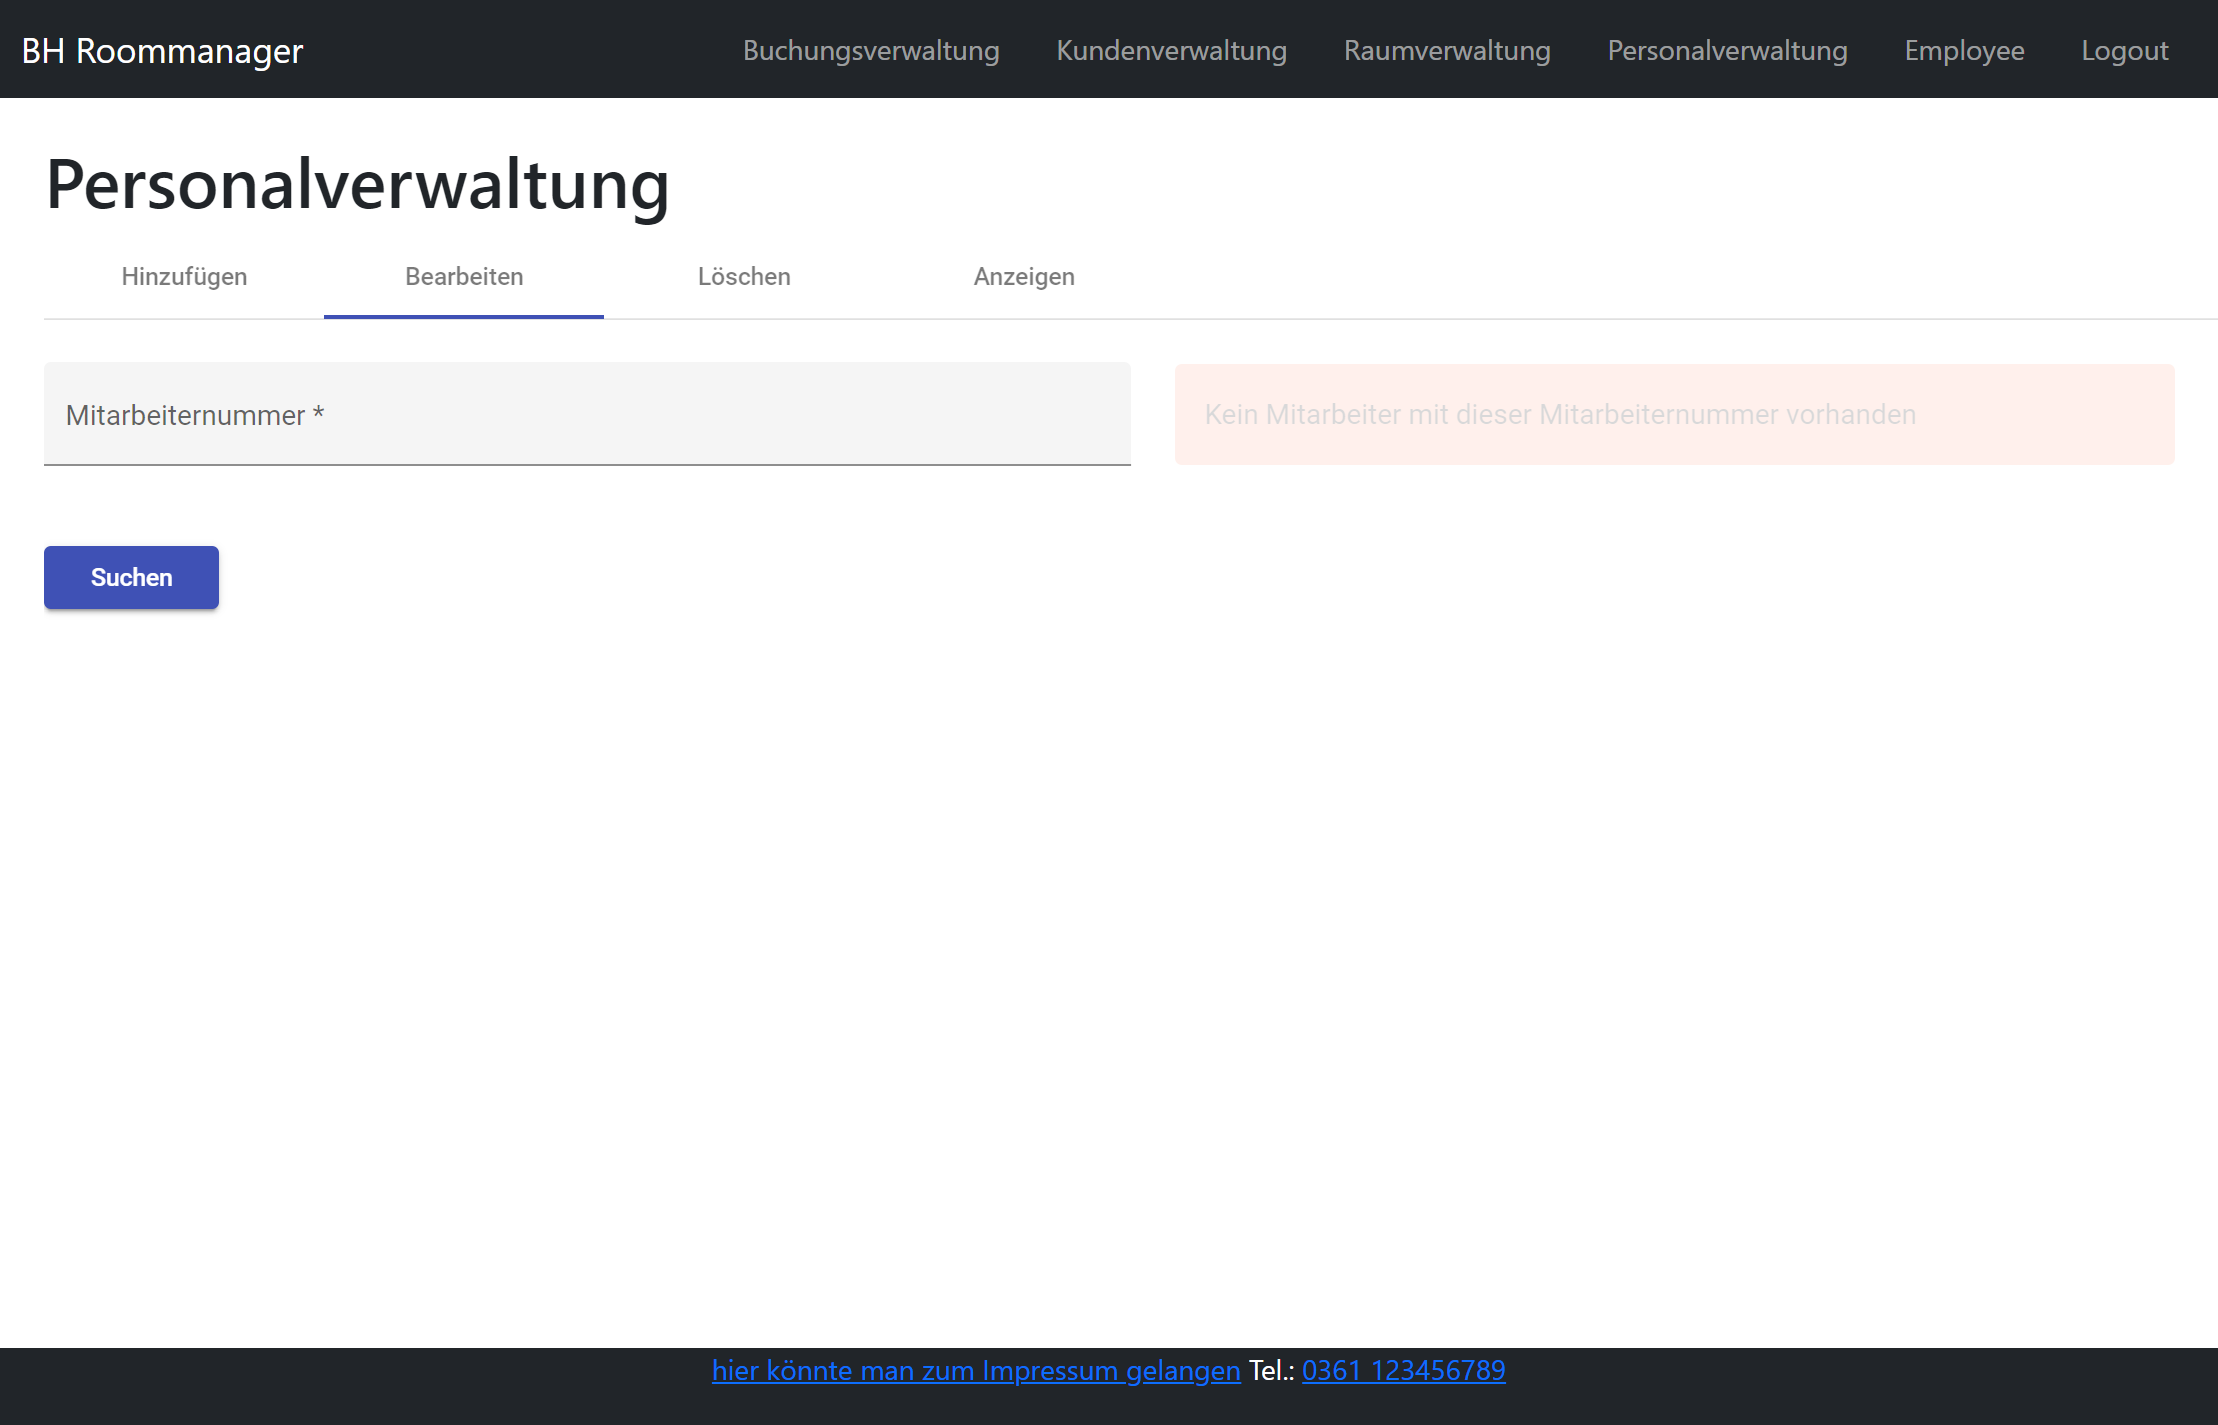 BH Roommanager
Buchungsverwaltung Kundenverwaltung Raumverwaltung Personalverwaltung Employee Logout
Personalverwaltung
Hinzufügen Bearbeiten Löschen Anzeigen
Mitarbeiternummer *
Kein Mitarbeiter mit dieser Mitarbeiternummer vorhanden
Suchen
hier könnte man zum Impressum gelangen Tel.: 0361 123456789